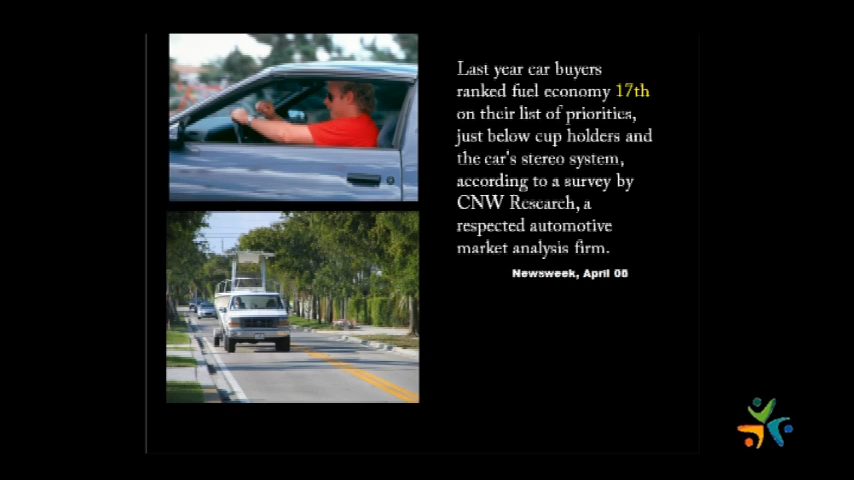 Last year car buyers
ranked fuel economy 17th
on their list of priorities,
just below cup holders and
the car's stereo system,
according to a survey by
CNW Research, a
respected automotive
market analysis firm.
Newsweek, April 06